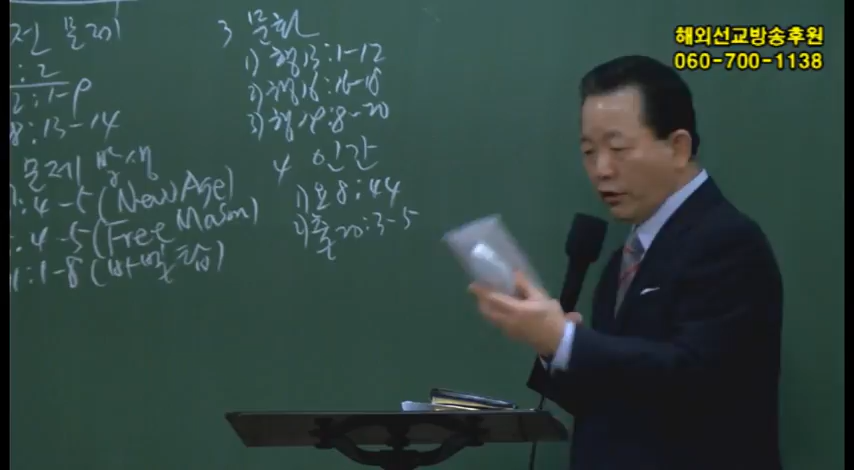 해외선교방송후원
060-700-1138
전 문제
:2
2:1-9
8:13-14
문제 발생
:4-5 (New Age)
:4-5 (Free Mason)
11:1-8 (바벨탑)
3 문화
1) 행13:1-12
2) 행16:16-18
3) 행19:8-20
4 인간
1) 요8:44
2) 출20:3-5